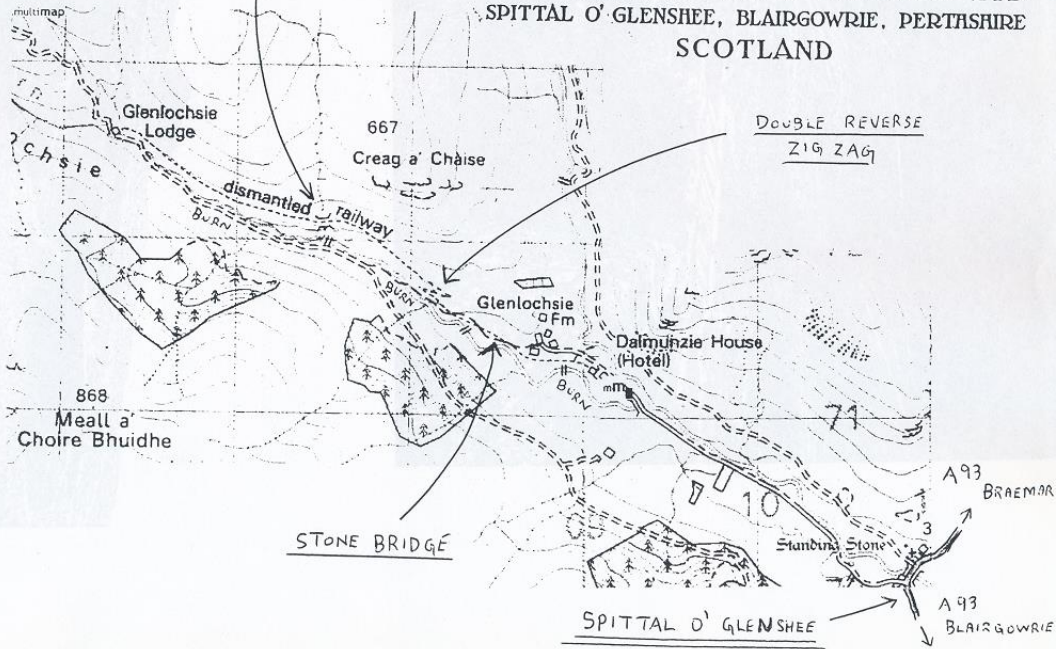 multimap
SPITTAL O' GLENSHEE, BLAIRGOWRIE, PERTHSHIRE
SCOTLAND
DOUBLE REVERSE
ZIG ZAG
Glenlochsie
Lodge
667
Creag a' Chaise
chsie
dismantled railway
BURN
BURN
Glenlochsie
Fm
Dalmunzie House
(Hotel)
BURN
868
Meall a'
Choire Bhuidhe
71
10
STONE BRIDGE
A93
BRAEMAR
3
Standing Stone
SPITTAL O' GLENSHEE
A93
BLAIRGOWRIE